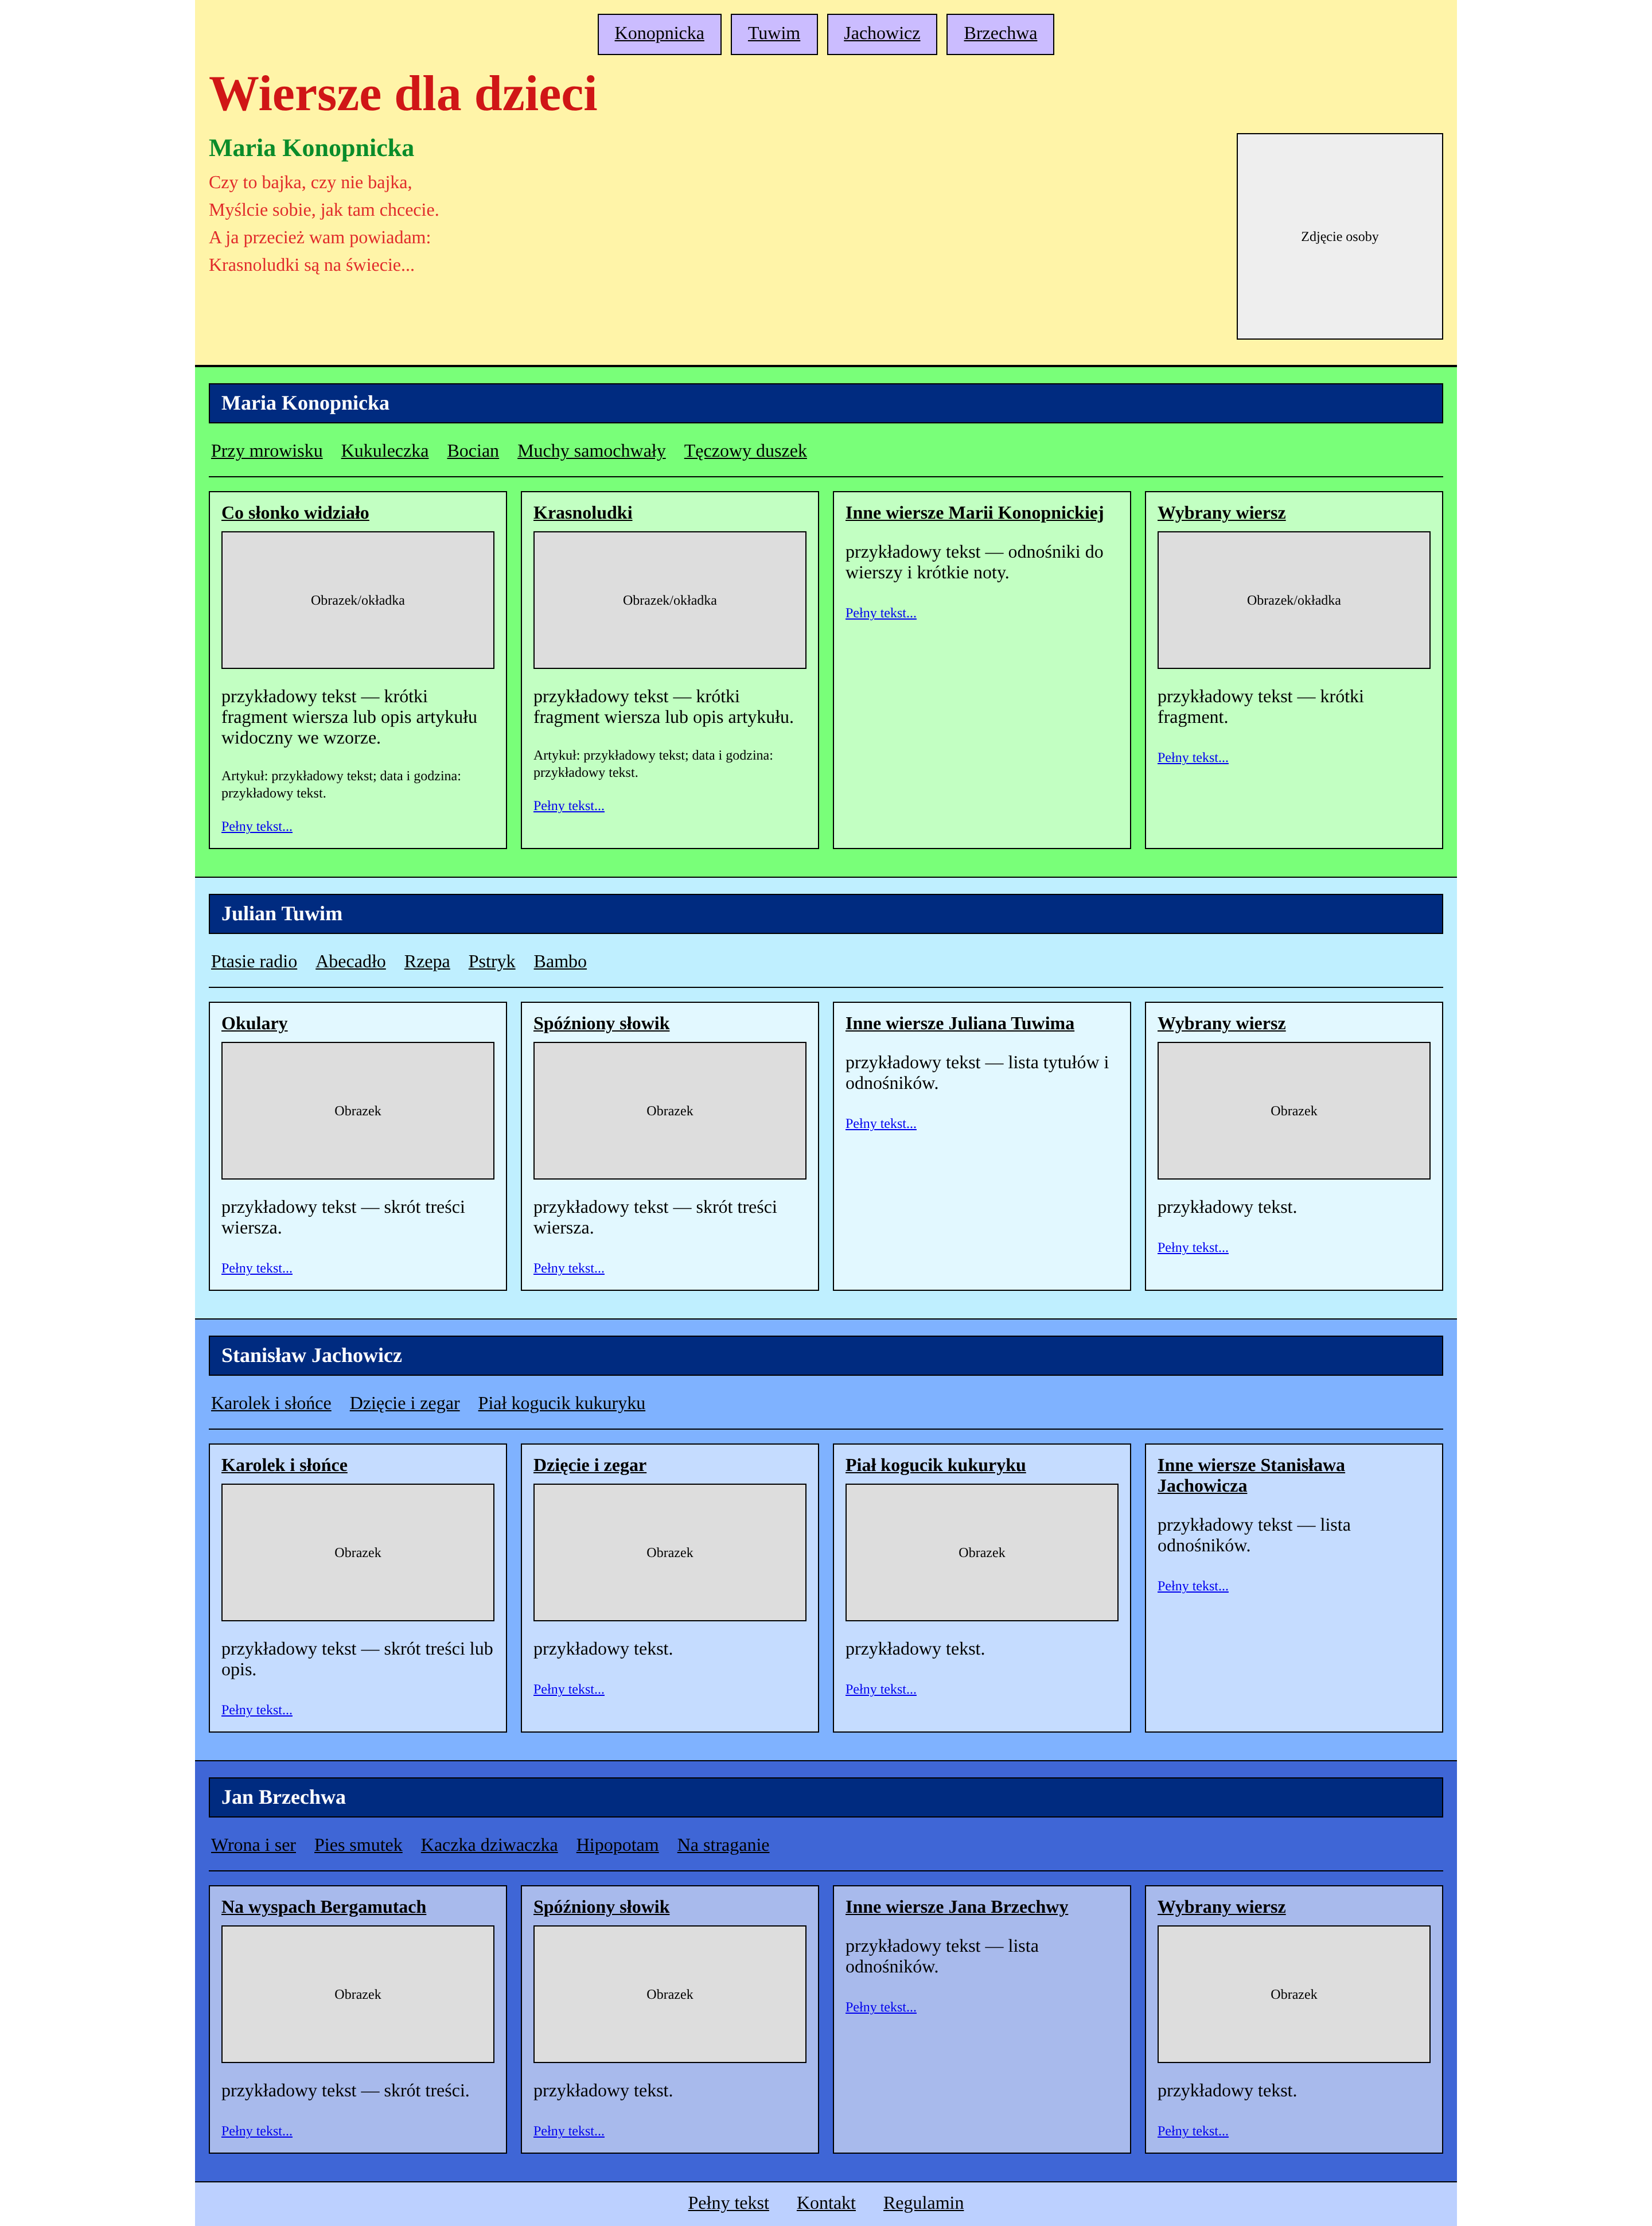 Konopnicka Tuwim Jachowicz Brzechwa
Wiersze dla dzieci
Maria Konopnicka
Czy to bajka, czy nie bajka,
Myślcie sobie, jak tam chcecie.
A ja przecież wam powiadam:
Krasnoludki są na świecie...
Zdjęcie osoby
Maria Konopnicka
Przy mrowisku Kukuleczka Bocian Muchy samochwały Tęczowy duszek
Co słonko widziało
Obrazek/okładka
przykładowy tekst — krótki
fragment wiersza lub opis artykułu
widoczny we wzorze.
Artykuł: przykładowy tekst; data i godzina:
przykładowy tekst.
Pełny tekst...
Krasnoludki
Obrazek/okładka
przykładowy tekst — krótki
fragment wiersza lub opis artykułu.
Artykuł: przykładowy tekst; data i godzina:
przykładowy tekst.
Pełny tekst...
Inne wiersze Marii Konopnickiej
przykładowy tekst — odnośniki do
wierszy i krótkie noty.
Pełny tekst...
Wybrany wiersz
Obrazek/okładka
przykładowy tekst — krótki
fragment.
Pełny tekst...
Julian Tuwim
Ptasie radio Abecadło Rzepa Pstryk Bambo
Okulary
Obrazek
przykładowy tekst — skrót treści
wiersza.
Pełny tekst...
Spóźniony słowik
Obrazek
przykładowy tekst — skrót treści
wiersza.
Pełny tekst...
Inne wiersze Juliana Tuwima
przykładowy tekst — lista tytułów i
odnośników.
Pełny tekst...
Wybrany wiersz
Obrazek
przykładowy tekst.
Pełny tekst...
Stanisław Jachowicz
Karolek i słońce Dzięcie i zegar Piał kogucik kukuryku
Karolek i słońce
Obrazek
przykładowy tekst — skrót treści lub
opis.
Pełny tekst...
Dzięcie i zegar
Obrazek
przykładowy tekst.
Pełny tekst...
Piał kogucik kukuryku
Obrazek
przykładowy tekst.
Pełny tekst...
Inne wiersze Stanisława
Jachowicza
przykładowy tekst — lista
odnośników.
Pełny tekst...
Jan Brzechwa
Wrona i ser Pies smutek Kaczka dziwaczka Hipopotam Na straganie
Na wyspach Bergamutach
Obrazek
przykładowy tekst — skrót treści.
Pełny tekst...
Spóźniony słowik
Obrazek
przykładowy tekst.
Pełny tekst...
Inne wiersze Jana Brzechwy
przykładowy tekst — lista
odnośników.
Pełny tekst...
Wybrany wiersz
Obrazek
przykładowy tekst.
Pełny tekst...
Pełny tekst Kontakt Regulamin